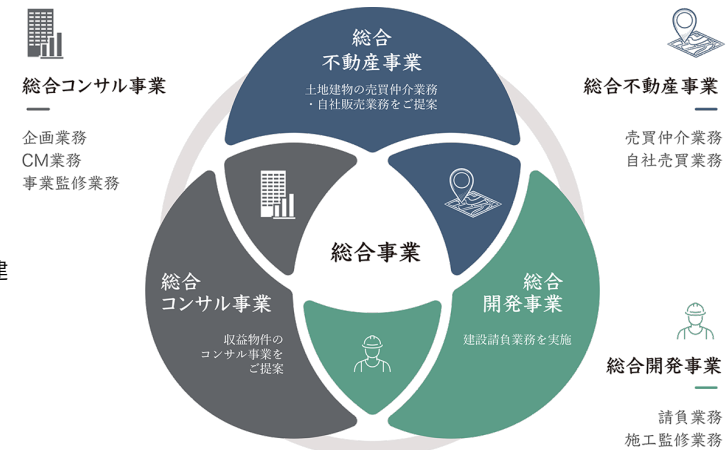 総合コンサル事業
企画業務
CM業務
事業監修業務
総合
不動産事業
土地建物の売買仲介業務
・自社販売業務をご提案
総合不動産事業
売買仲介業務
自社売買業務
総合事業
総合
コンサル事業
収益物件の
コンサル事業を
ご提案
総合
開発事業
建設請負業務を実施
総合開発事業
請負業務
施工監修業務